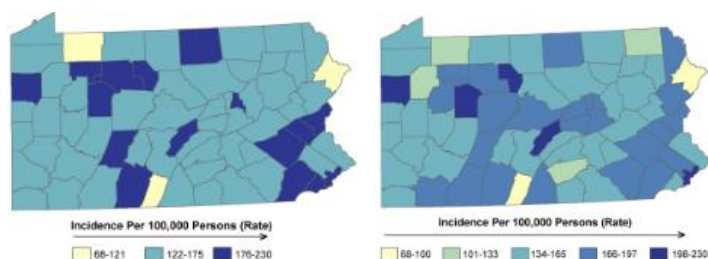 Incidence Per 100,000 Persons (Rate)
68-121 122-175 176-230
Incidence Per 100,000 Persons (Rate)
68-100 101-133 134-165 166-197 198-230